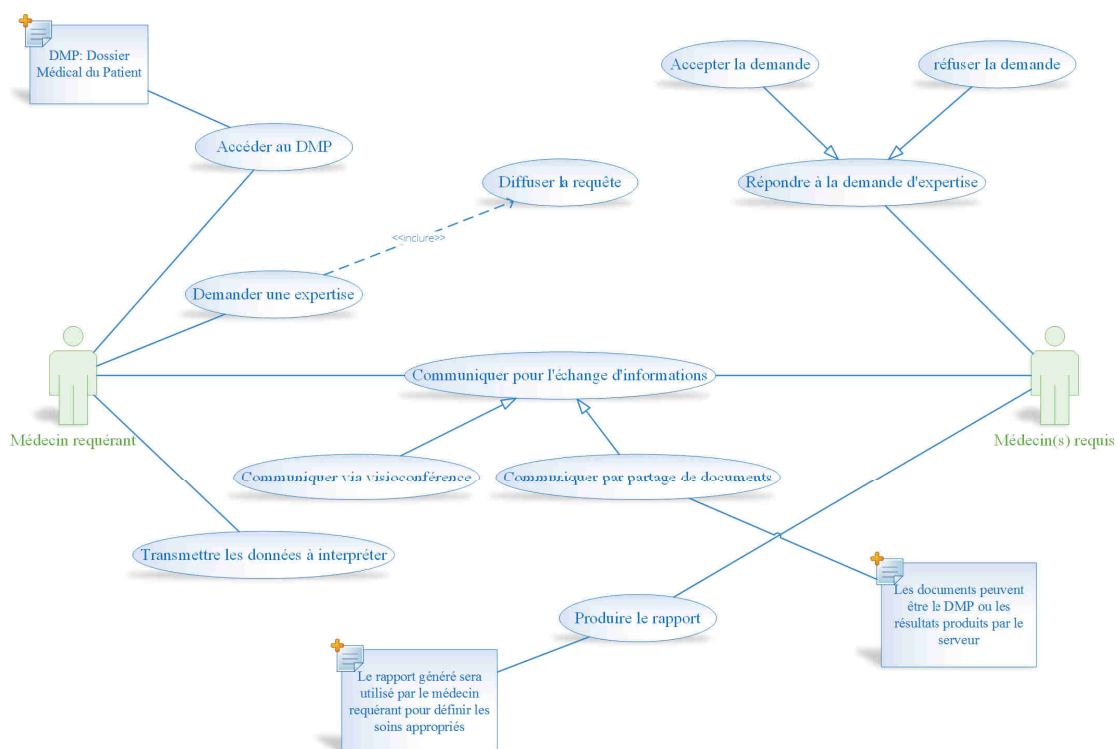 DMP: Dossier
Médical du Patient
Accepter la demande
réfuser la demande
Accéder au DMP
Diffuser la requête
Répondre à la demande d'expertise
<<inclure>>
Demander une expertise
Communiquer pour l'échange d'informations
Médecin requérant
Médecin(s) requis
Communiquer via visioconférence
Communiquer par partage de documents
Transmettre les données à interpréter
Les documents peuvent
être le DMP ou les
résultats produits par le
serveur
Produire le rapport
Le rapport généré sera
utilisé par le médecin
requérant pour définir les
soins appropriés